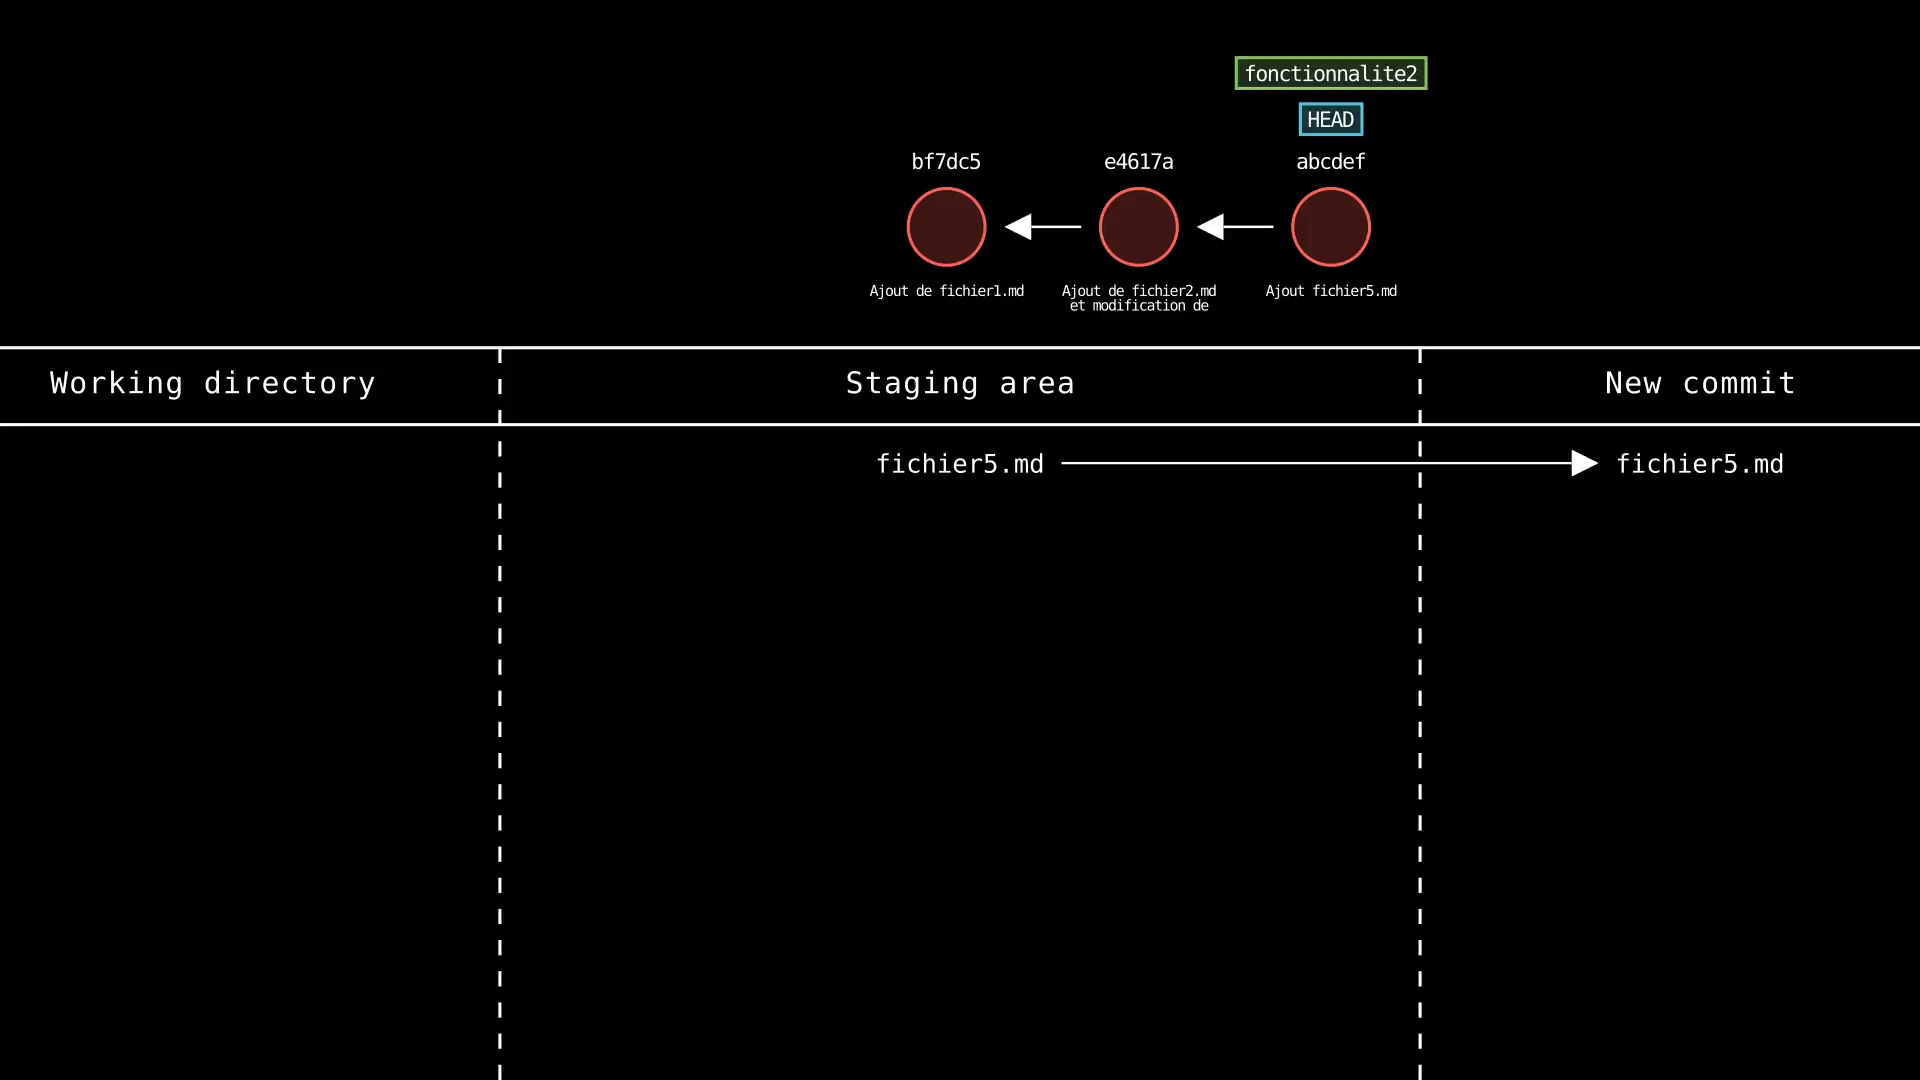 fonctionnalite2
HEAD
bf7dc5
e4617a
abcdef
Ajout de fichier1.md
Ajout de fichier2.md
et modification de
Ajout fichier5.md
Working directory
Staging area
New commit
fichier5.md
fichier5.md